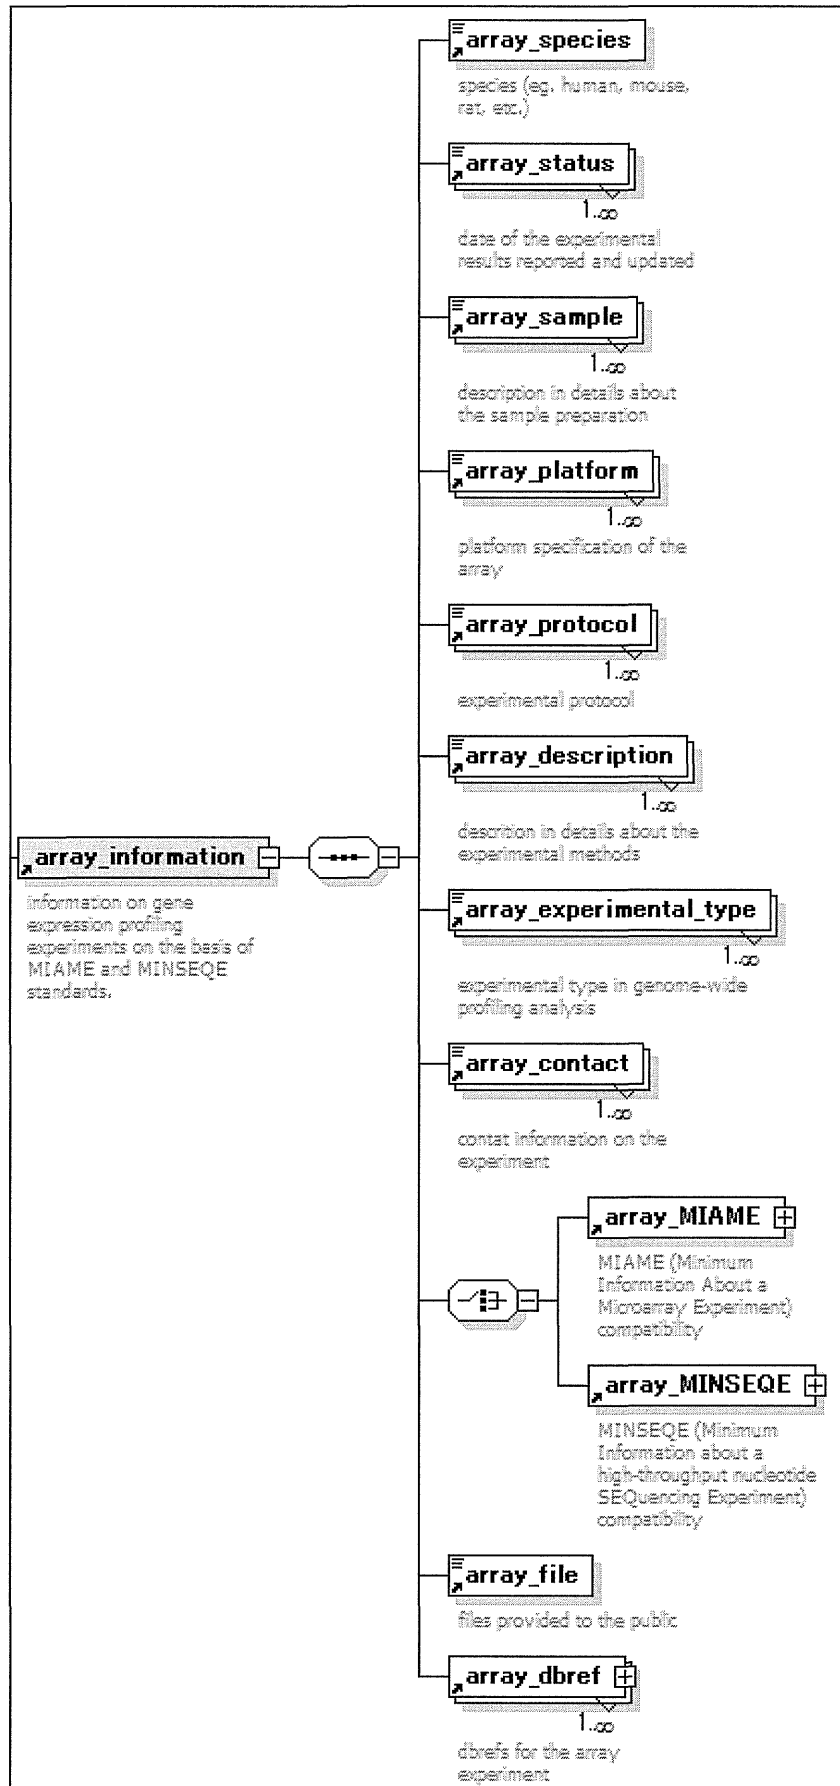 array_species
species (eg. human, mouse,
rat, etc.)
array_status
1..∞
date of the experimental
results reported and updated
array_sample
1..∞
description in details about
the sample preparation
array_platform
1..∞
platform specification of the
array
array_protocol
1..∞
experimental protocol
array_description
1..∞
descrition in details about the
experimental methods
array_information
information on gene
expression profiling
experiments on the basis of
MIAME and MINSEQE
standards.
array_experimental_type
1..∞
experimental type in genome-wide
profiling analysis
array_contact
1..∞
contat information on the
experiment
array_MIAME
MIAME (Minimum
Information About a
Microarray Experiment)
compatibility
array_MINSEQE
MINSEQE (Minimum
Information about a
high-throughput nucleotide
SEQuencing Experiment)
compatibility
array_file
files provided to the public
array_dbref
1..∞
dbrefs for the array
experiment